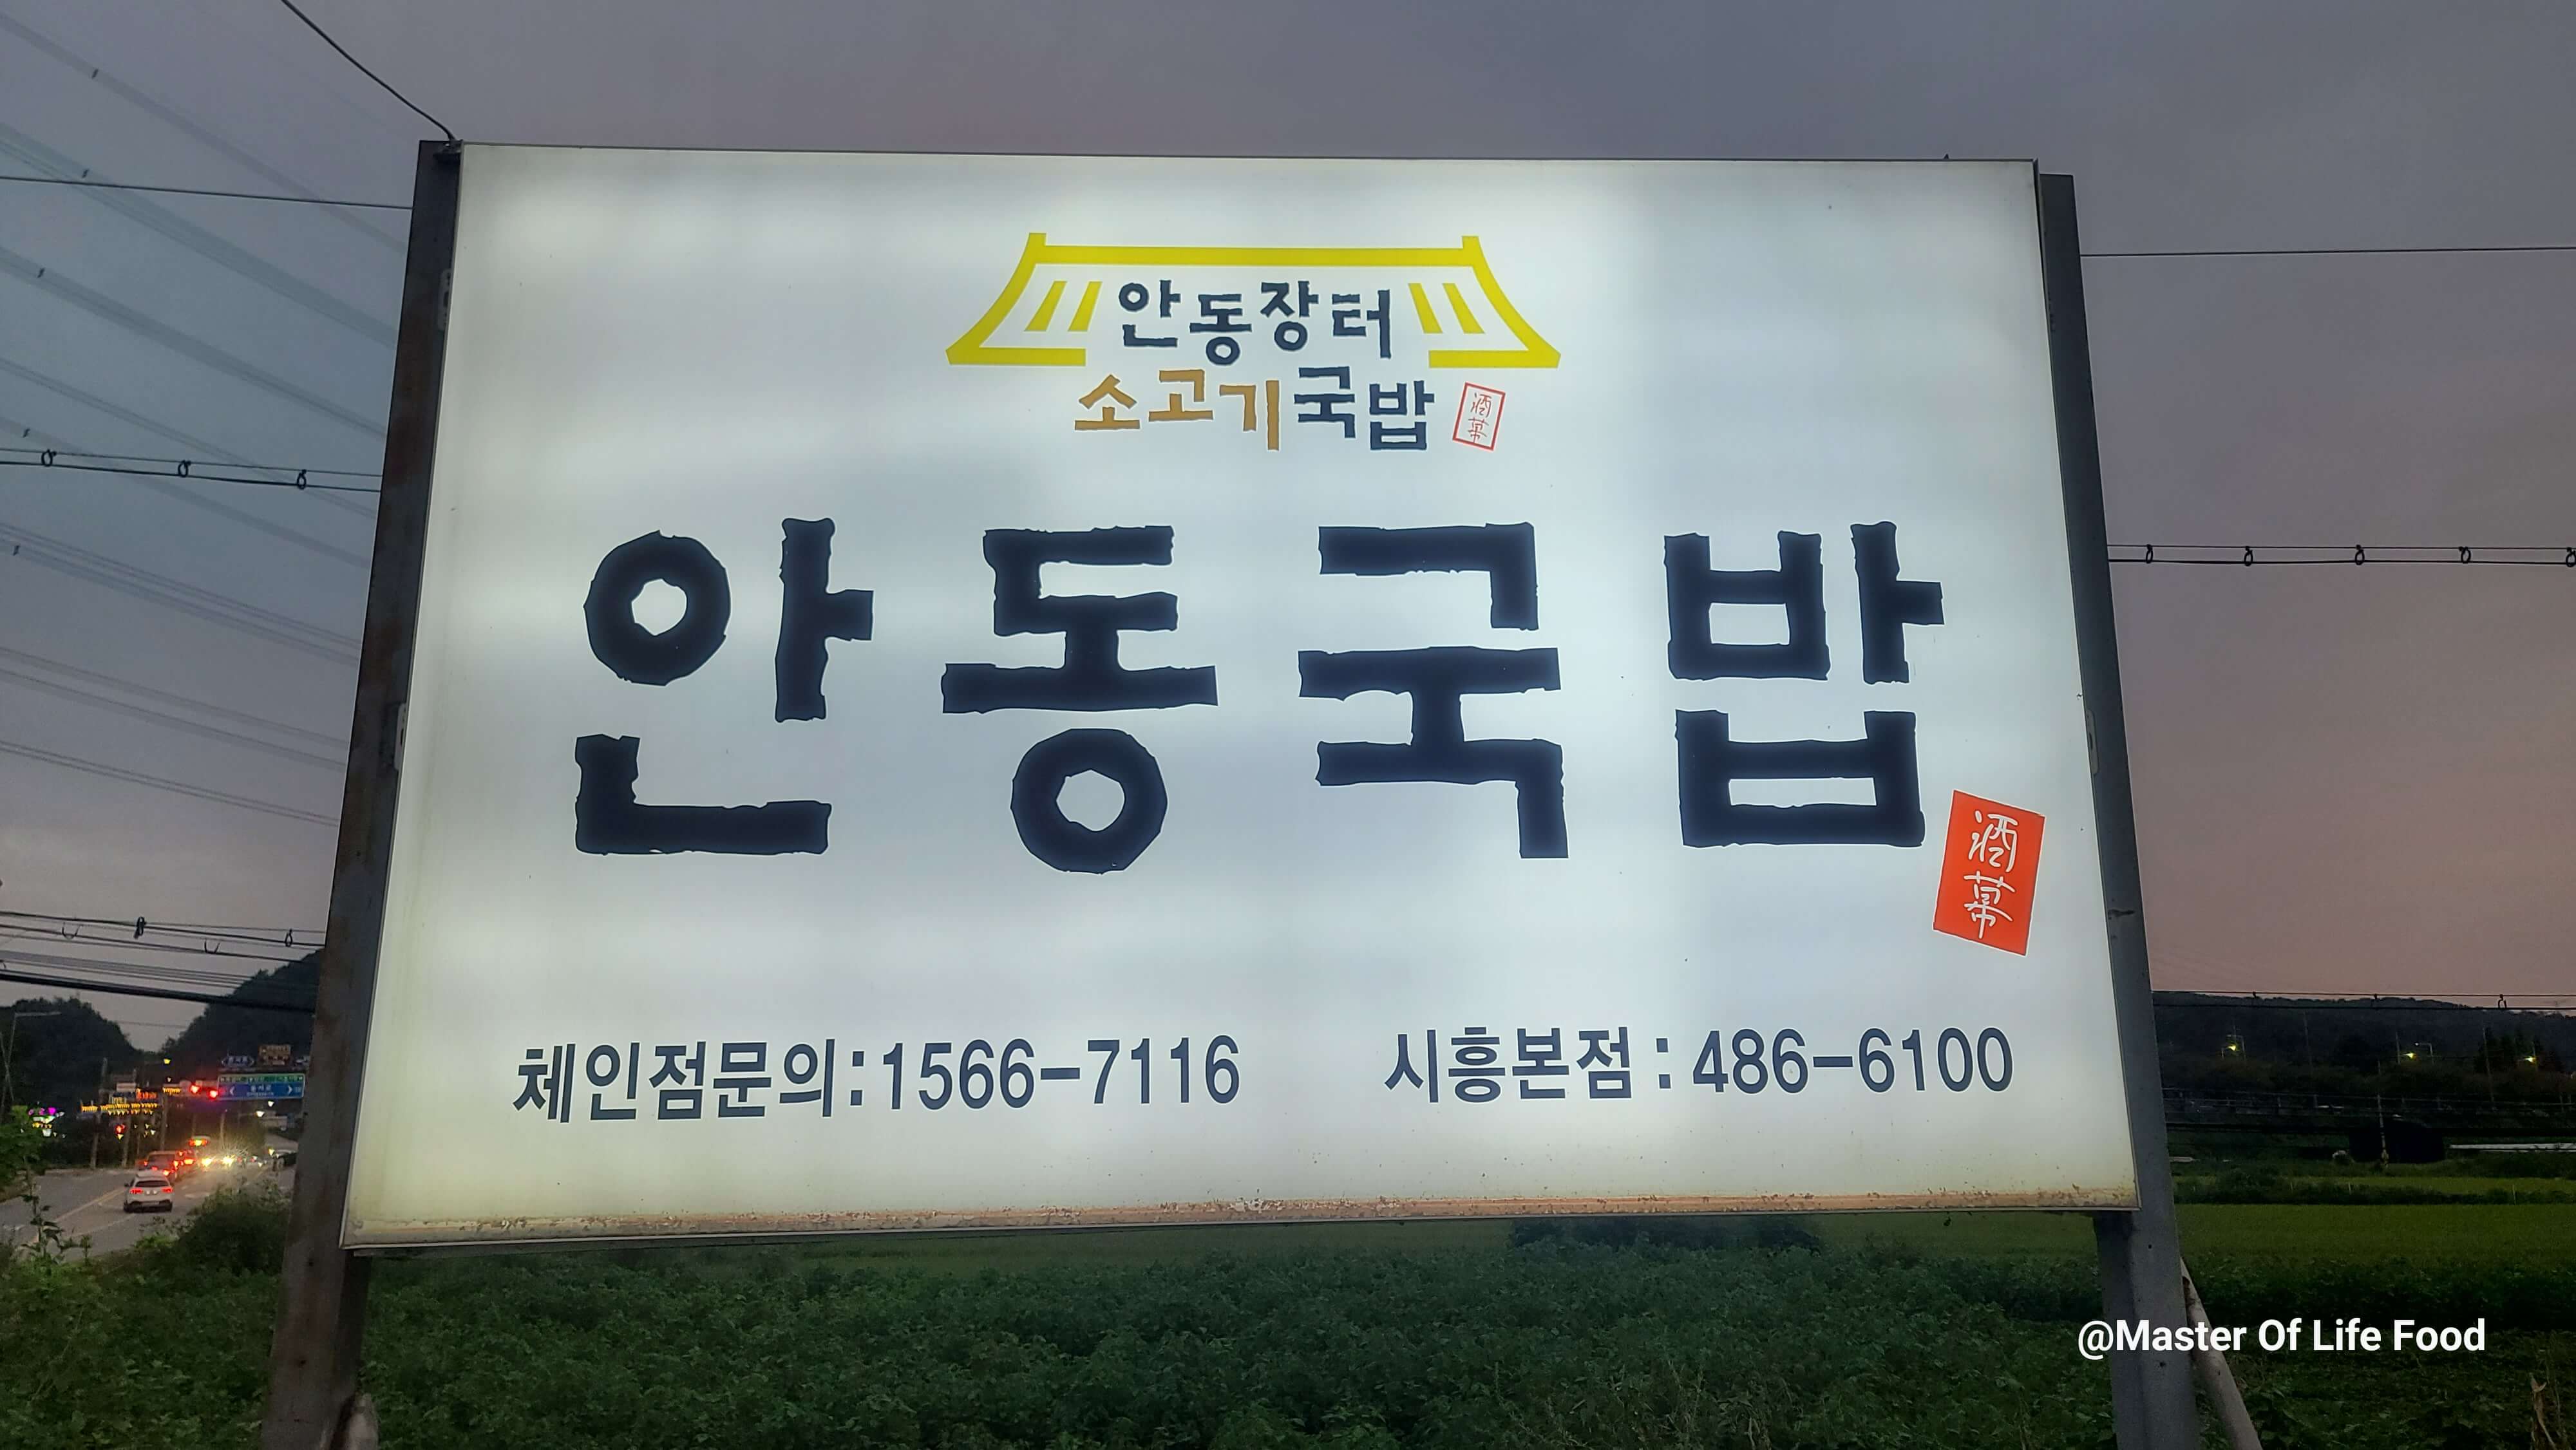 안동장터
소고기국밥
酒幕
안동국밥
酒幕
체인점문의:1566-7116
시흥본점 : 486-6100
@Master Of Life Food